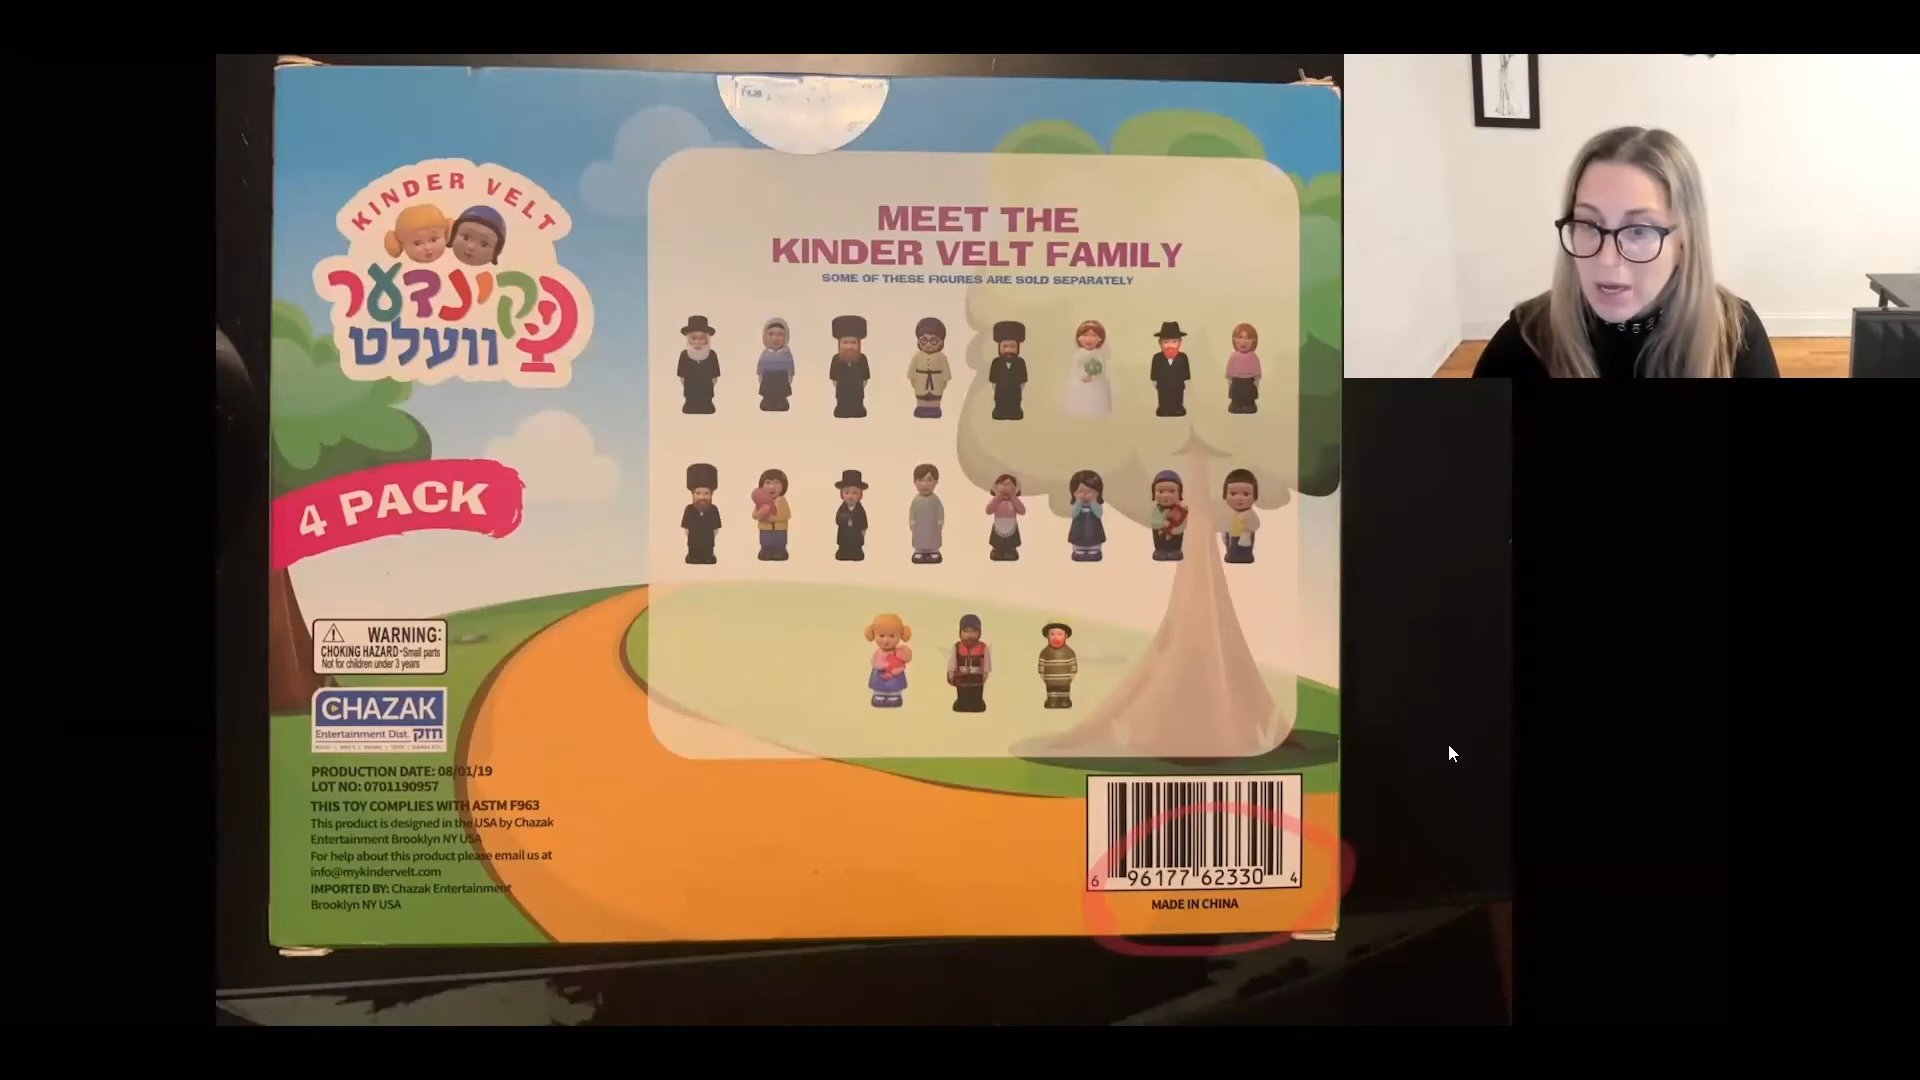 KINDER VELT
קינדער
וועלט
4 PACK
MEET THE
KINDER VELT FAMILY
SOME OF THESE FIGURES ARE SOLD SEPARATELY
WARNING:
CHOKING HAZARD-Small parts
Not for children under 3 years
CHAZAK
Entertainment Dist. חזק
PRODUCTION DATE: 08/01/19
LOT NO: 0701190957
THIS TOY COMPLIES WITH ASTM F963
This product is designed in the USA by Chazak
Entertainment Brooklyn NY USA
For help about this product please email us at
info@mykindervelt.com
IMPORTED BY: Chazak Entertainment
Brooklyn NY USA
6 96177 62330 4
MADE IN CHINA